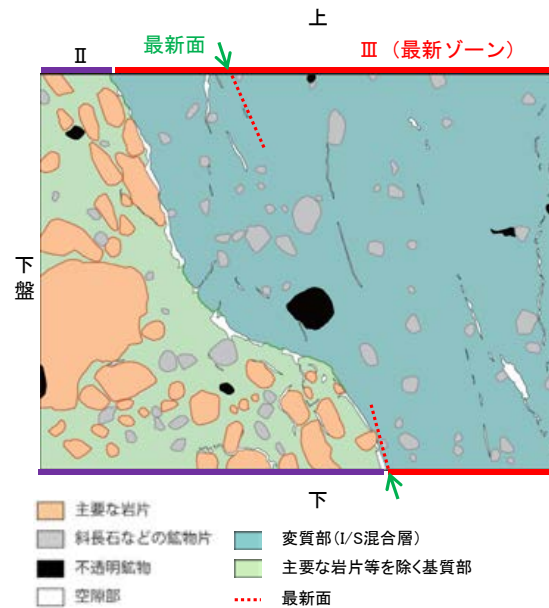 上
Ⅱ
最新面
Ⅲ（最新ゾーン）
下盤
下
主要な岩片
斜長石などの鉱物片
不透明鉱物
空隙部
変質部(I/S混合層)
主要な岩片等を除く基質部
最新面